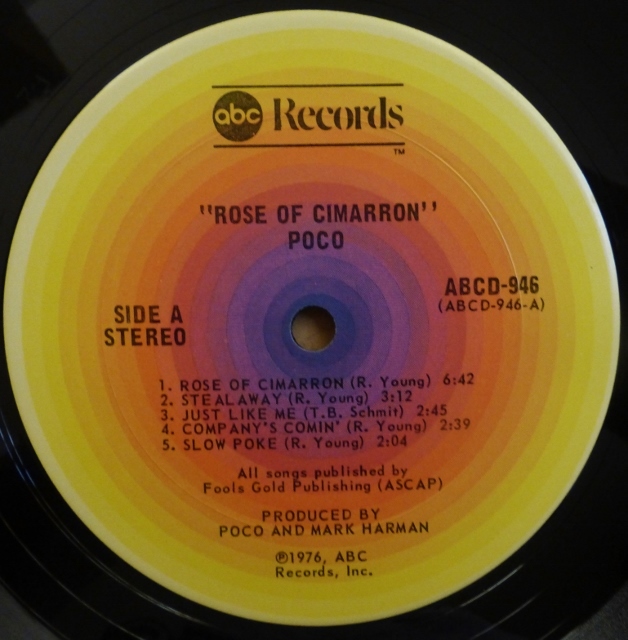 abc Records
TM
"ROSE OF CIMARRON"
POCO
ABCD-946
(ABCD-946-A)
SIDE A
STEREO
1. ROSE OF CIMARRON (R. Young) 6:42
2. STEALAWAY (R. Young) 3:12
3. JUST LIKE ME (T.B. Schmit) 2:45
4. COMPANY'S COMIN' (R. Young) 2:39
5. SLOW POKE (R. Young) 2:04
All songs published by
Fools Gold Publishing (ASCAP)
PRODUCED BY
POCO AND MARK HARMAN
℗1976, ABC
Records, Inc.